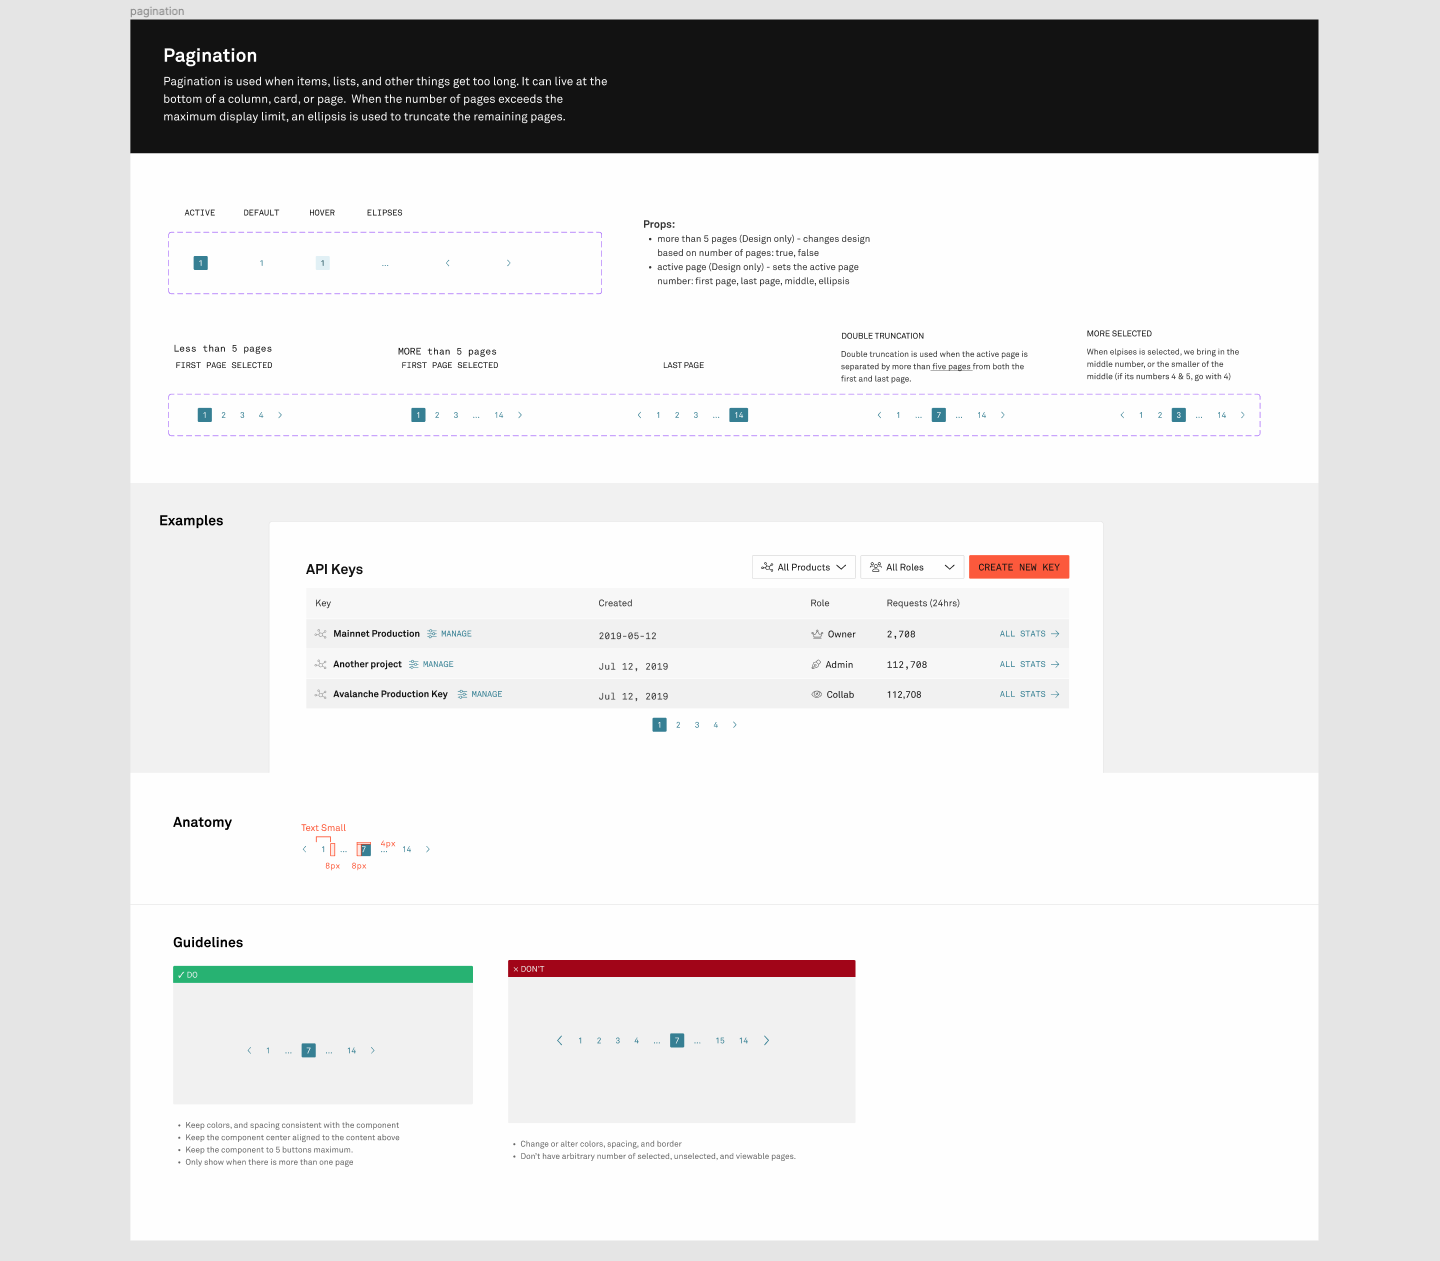 pagination
Pagination
Pagination is used when items, lists, and other things get too long. It can live at the
bottom of a column, card, or page. When the number of pages exceeds the
maximum display limit, an ellipsis is used to truncate the remaining pages.
ACTIVE DEFAULT HOVER ELIPSES
1 1 1 ... < >
Props:
• more than 5 pages (Design only) - changes design
based on number of pages: true, false
• active page (Design only) - sets the active page
number: first page, last page, middle, ellipsis
Less than 5 pages
FIRST PAGE SELECTED
MORE than 5 pages
FIRST PAGE SELECTED
LAST PAGE
DOUBLE TRUNCATION
Double truncation is used when the active page is
separated by more than five pages from both the
first and last page.
MORE SELECTED
When elpises is selected, we bring in the
middle number, or the smaller of the
middle (if its numbers 4 & 5, go with 4)
1 2 3 4 >
1 2 3 ... 14 >
< 1 2 3 ... 14
< 1 ... 7 ... 14 >
< 1 2 3 ... 14 >
Examples
API Keys
All Products
All Roles
CREATE NEW KEY
Key Created Role Requests (24hrs)
Mainnet Production MANAGE 2019-05-12 Owner 2,708 ALL STATS →
Another project MANAGE Jul 12, 2019 Admin 112,708 ALL STATS →
Avalanche Production Key MANAGE Jul 12, 2019 Collab 112,708 ALL STATS →
1 2 3 4 >
Anatomy
Text Small
4px
< 1 ... 7 ... 14 >
8px 8px
Guidelines
✓ DO
< 1 ... 7 ... 14 >
• Keep colors, and spacing consistent with the component
• Keep the component center aligned to the content above
• Keep the component to 5 buttons maximum.
• Only show when there is more than one page
× DON'T
< 1 2 3 4 ... 7 ... 15 14 >
• Change or alter colors, spacing, and border
• Don't have arbitrary number of selected, unselected, and viewable pages.